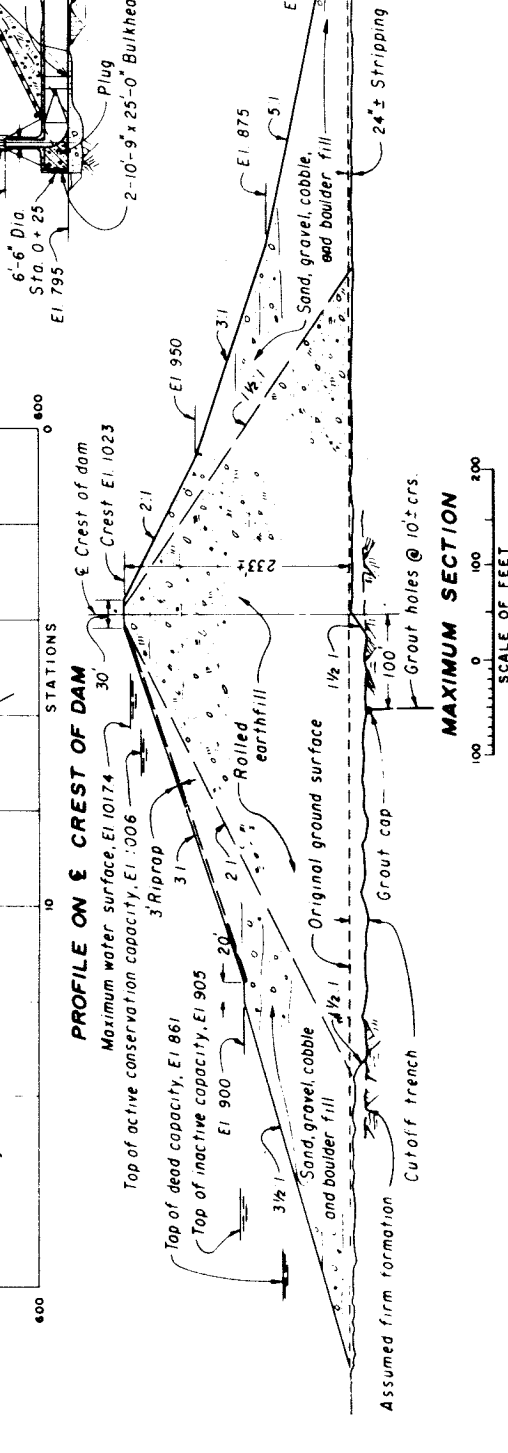 6'-6" Dia.
Sta. 0 + 25
El. 795
Plug
2-10'-9" x 25'-0" Bulkhea
600
0
STATIONS
10
600
PROFILE ON ℄ CREST OF DAM
Maximum water surface, El. 1017.4
Top of active conservation capacity, El. 1006
Top of dead capacity, El. 861
Top of inactive capacity, El. 905
El. 900
20'
3' Riprap
3:1
2:1
3½:1
30'
℄ Crest of dam
Crest El. 1023
2:1
El. 950
3:1
El. 875
5:1
E
1½:1
233'±
Rolled
earthfill
Sand, gravel, cobble
and boulder fill
Sand, gravel, cobble,
and boulder fill
24"± Stripping
Original ground surface
1½:1
1½:1
100'
Grout holes @ 10'± crs.
Grout cap
Cutoff trench
Assumed firm formation
MAXIMUM SECTION
100 0 100 200
SCALE OF FEET